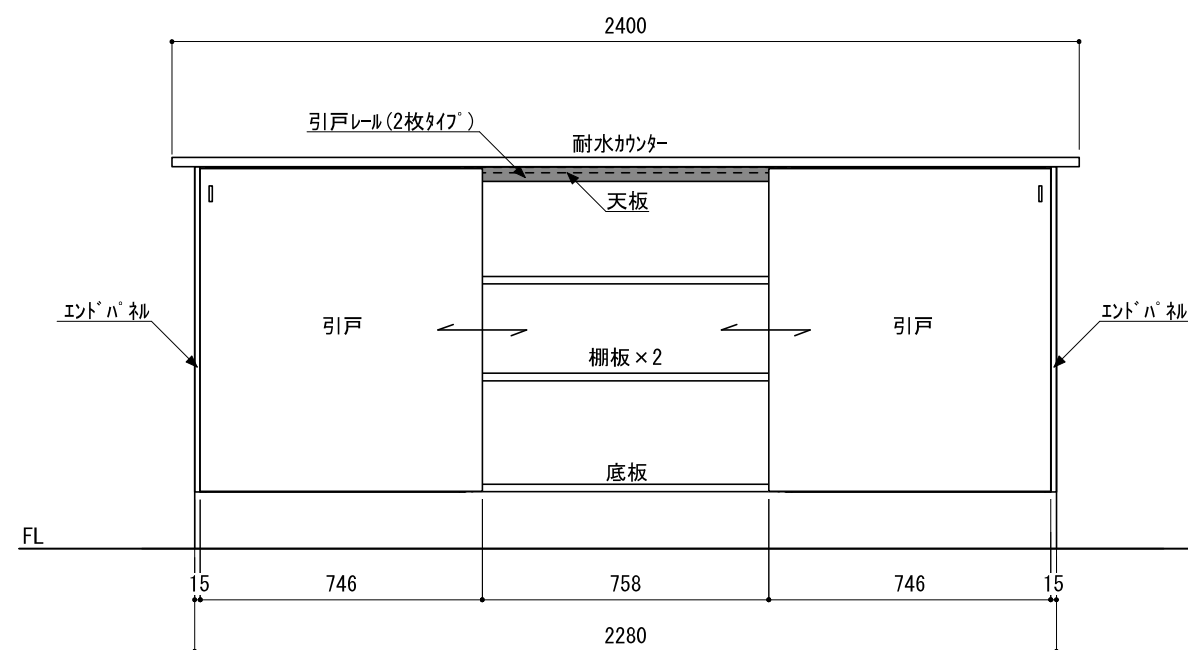 2400
引戸ﾚｰﾙ(2枚ﾀｲﾌﾟ)
耐水ｶｳﾝﾀｰ
天板
ｴﾝﾄﾞﾊﾟﾈﾙ
引戸
引戸
ｴﾝﾄﾞﾊﾟﾈﾙ
棚板×2
底板
FL
15 746 758 746 15
2280